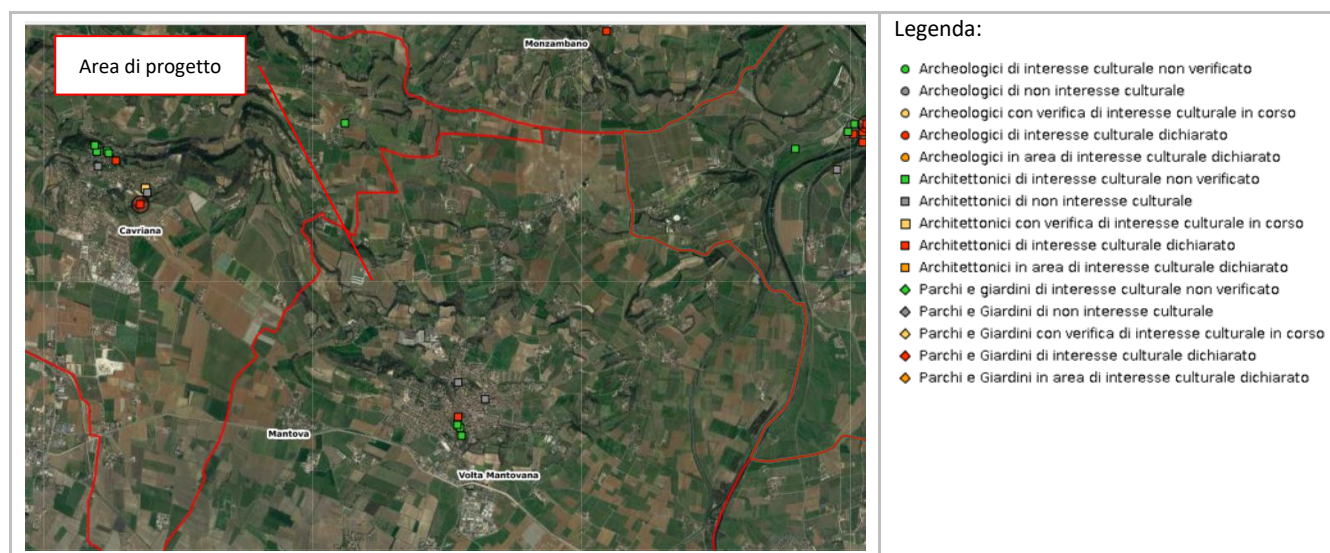 Area di progetto
Monzambano
Cavriana
Mantova
Volta Mantovana
Legenda:
Archeologici di interesse culturale non verificato
Archeologici di non interesse culturale
Archeologici con verifica di interesse culturale in corso
Archeologici di interesse culturale dichiarato
Archeologici in area di interesse culturale dichiarato
Architettonici di interesse culturale non verificato
Architettonici di non interesse culturale
Architettonici con verifica di interesse culturale in corso
Architettonici di interesse culturale dichiarato
Architettonici in area di interesse culturale dichiarato
Parchi e giardini di interesse culturale non verificato
Parchi e Giardini di non interesse culturale
Parchi e Giardini con verifica di interesse culturale in corso
Parchi e Giardini di interesse culturale dichiarato
Parchi e Giardini in area di interesse culturale dichiarato